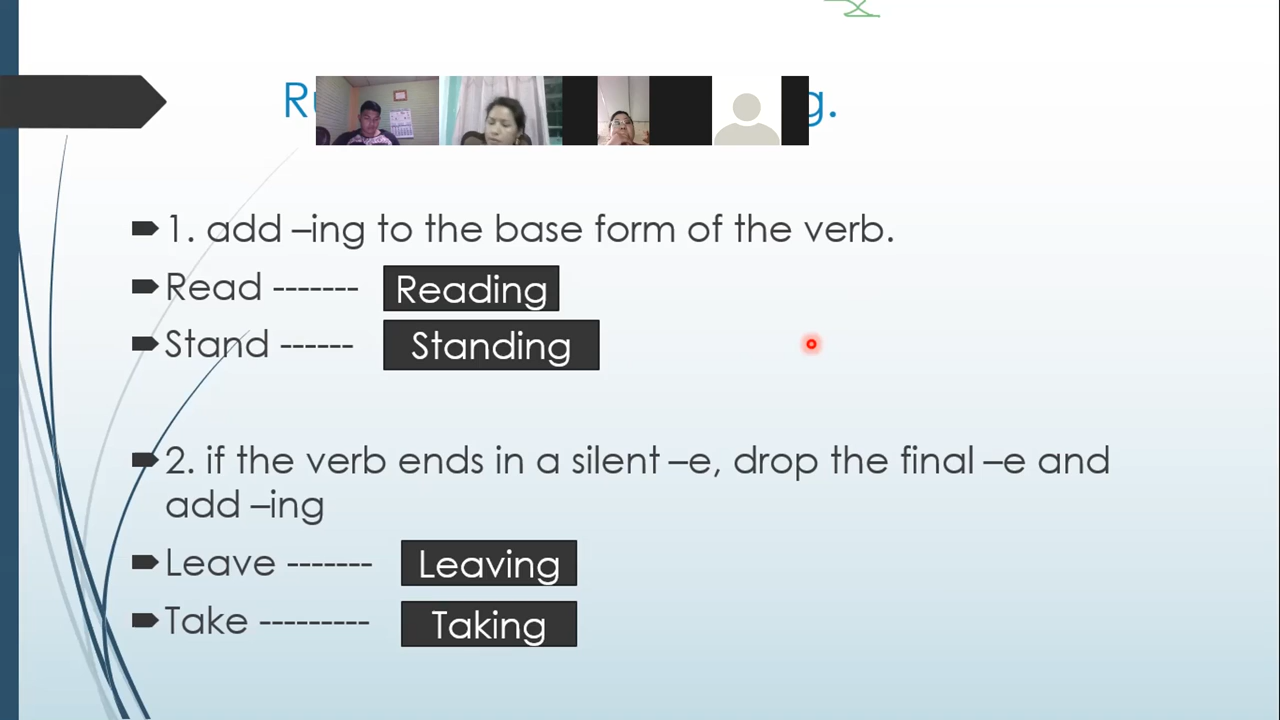 1. add –ing to the base form of the verb.
Read ------- Reading
Stand ------ Standing
2. if the verb ends in a silent –e, drop the final –e and
add –ing
Leave ------- Leaving
Take --------- Taking